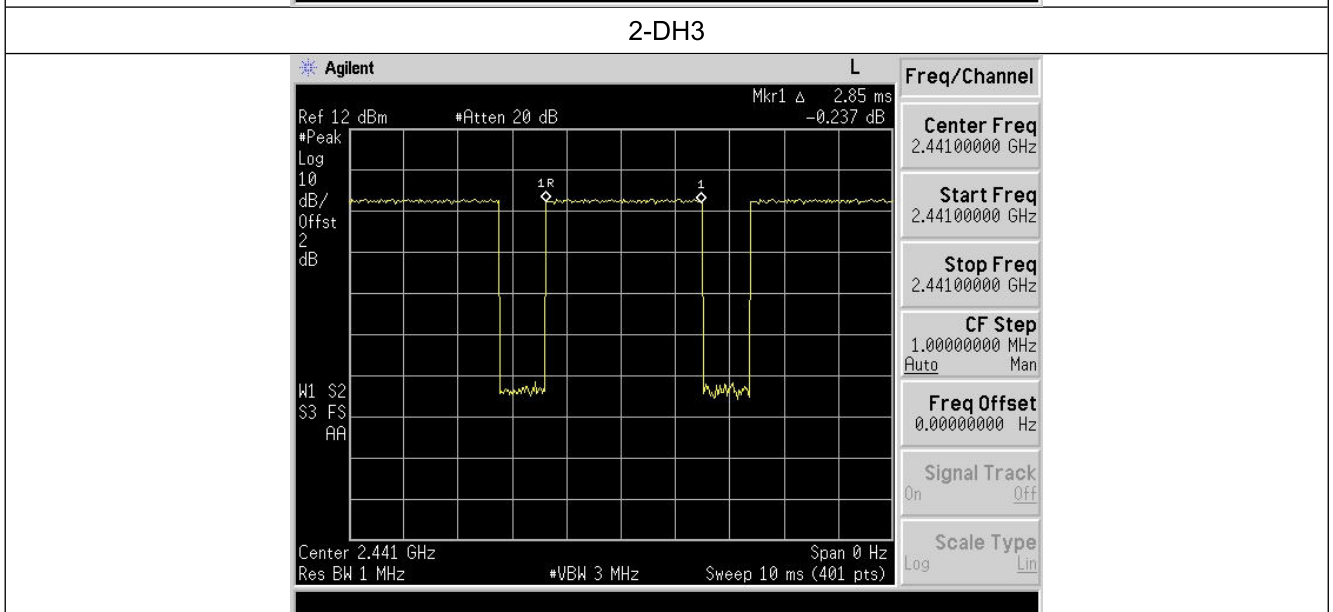 2-DH3
Agilent L
Mkr1 Δ 2.85 ms
Ref 12 dBm #Atten 20 dB -0.237 dB
#Peak
Log
10
dB/
Offst
2
dB
1R 1
W1 S2
S3 FS
AA
Center 2.441 GHz Span 0 Hz
Res BW 1 MHz #VBW 3 MHz Sweep 10 ms (401 pts)
Freq/Channel
Center Freq
2.44100000 GHz
Start Freq
2.44100000 GHz
Stop Freq
2.44100000 GHz
CF Step
1.00000000 MHz
Auto Man
Freq Offset
0.00000000 Hz
Signal Track
On Off
Scale Type
Log Lin